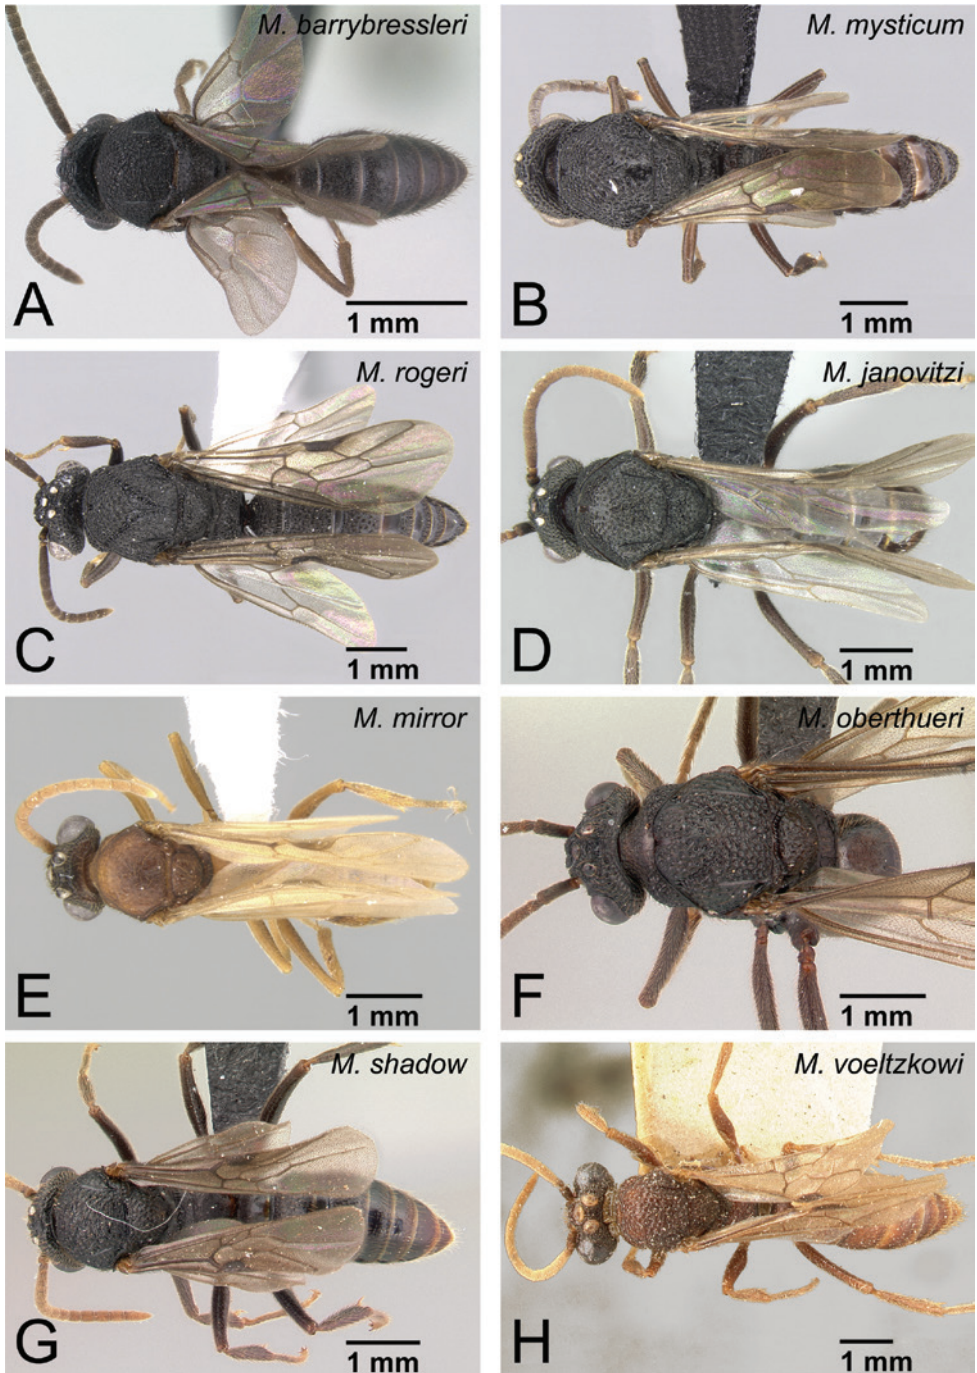 M. barrybressleri
A
1 mm
M. mysticum
B
1 mm
M. rogeri
C
1 mm
M. janovitzi
D
1 mm
M. mirror
E
1 mm
M. oberthueri
F
1 mm
M. shadow
G
1 mm
M. voeltzkowi
H
1 mm